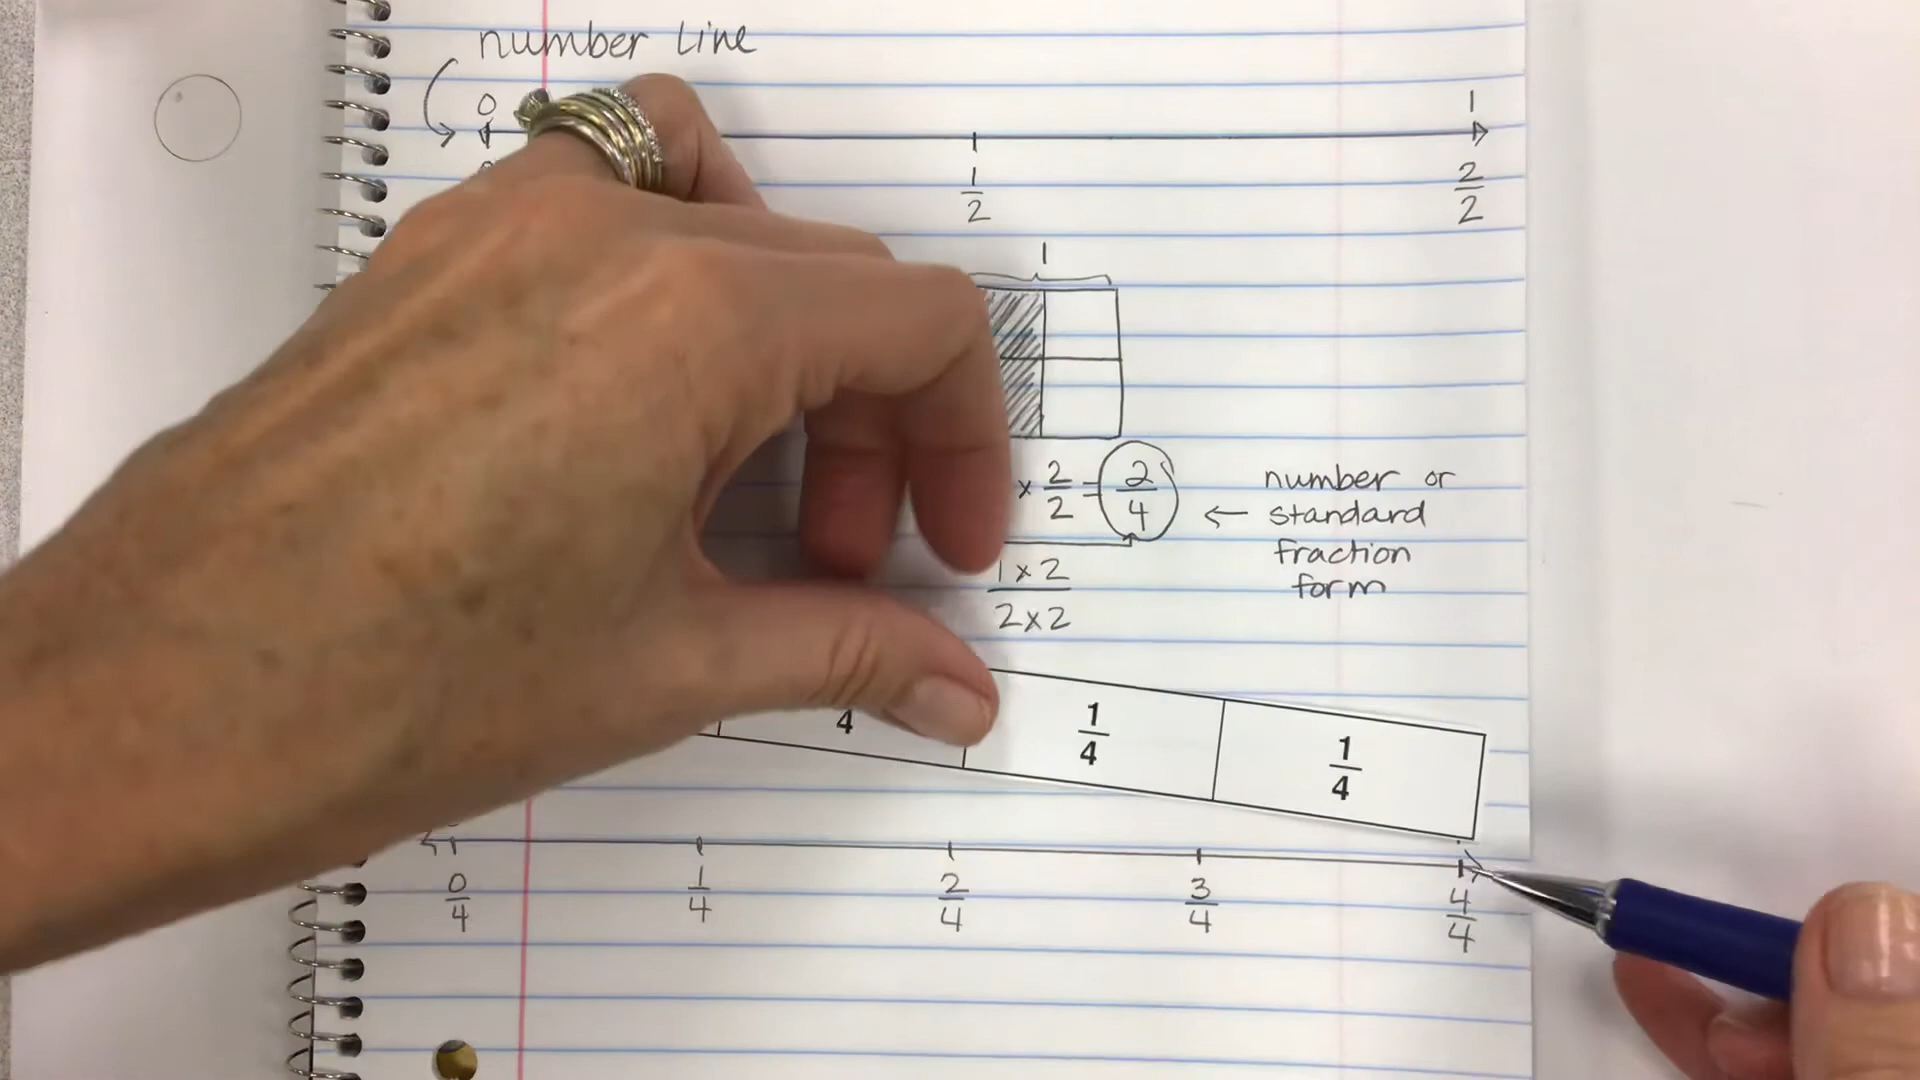 number line
0 1
1/2 2/2
1
x 2/2 = 2/4 ← number or
standard
fraction
form
1 x 2
2 x 2
4 1/4 1/4
0/4 1/4 2/4 3/4 4/4